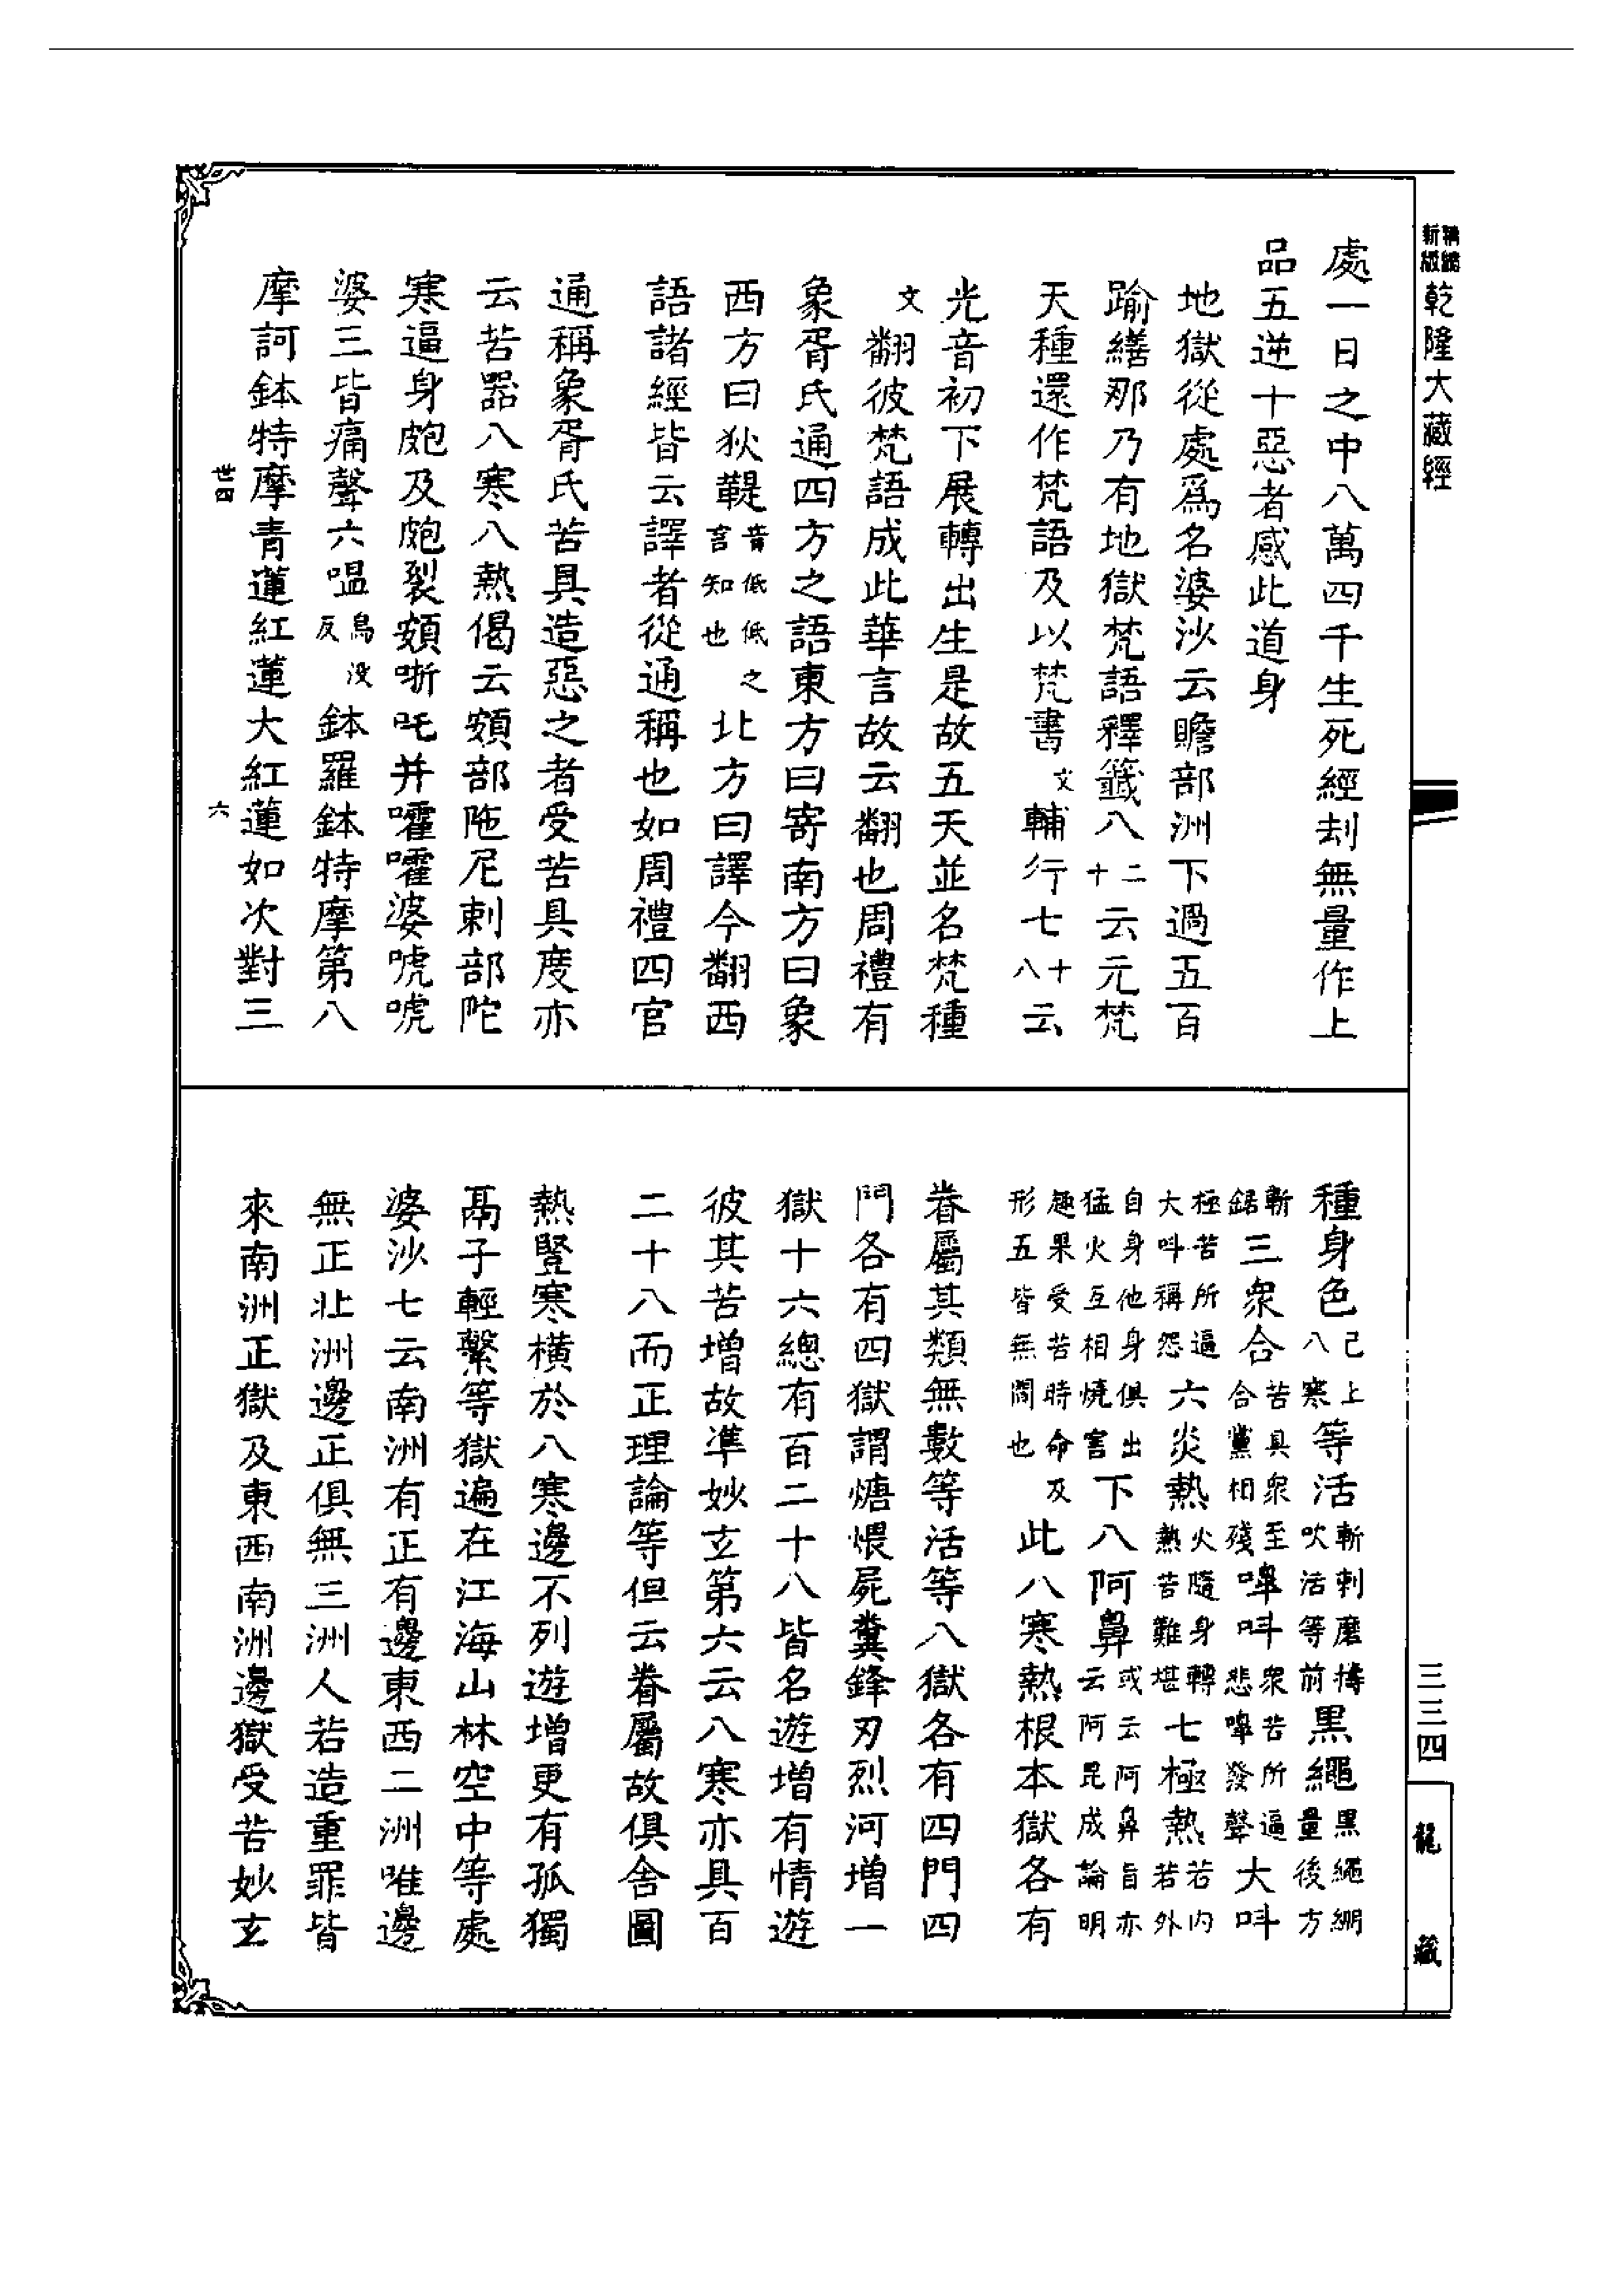 精縮新版乾隆大藏經
三三四
龍藏
處一日之中八萬四千生死經刦無量作上
品五逆十惡者感此道身
地獄從處爲名婆沙云贍部洲下過五百
踰繕那乃有地獄梵語釋籤八二十云元梵
天種還作梵語及以梵書文輔行七十八云
光音初下展轉出生是故五天並名梵種
文翻彼梵語成此華言故云翻也周禮有
象胥氏通四方之語東方曰寄南方曰象
西方曰狄鞮音低低之言知也北方曰譯今翻西
語諸經皆云譯者從通稱也如周禮四官
通稱象胥氏苦具造惡之者受苦具度亦
云苦器八寒八熱偈云頞部陁尼剌部陀
寒逼身皰及皰裂頞哳吒并嚯嚯婆唬唬
婆三皆痛聲六嗢烏沒反鉢羅鉢特摩第八
摩訶鉢特摩青蓮紅蓮大紅蓮如次對三
世四
六
種身色已上八寒等活斬刺磨擣吹活等前黑繩黑繩絣量後方
斬鋸三衆合苦具衆至合黨相殘嘷叫衆苦所逼悲嘷發聲大叫
極苦所逼大叫稱怨六炎熱火隨身轉熱苦難堪七極熱若内若外
自身他身俱出猛火互相燒害下八阿鼻或云阿鼻旨亦云阿毘成論明
趣果受苦時命及形五皆無間也此八寒熱根本獄各有
眷屬其類無數等活等八獄各有四門四
門各有四獄謂煻煨屍糞鋒刃烈河增一
獄十六總有百二十八皆名遊增有情遊
彼其苦增故準妙玄第六云八寒亦具百
二十八而正理論等但云眷屬故俱舍圖
熱豎寒橫於八寒邊不列遊增更有孤獨
鬲子輕繫等獄遍在江海山林空中等處
婆沙七云南洲有正有邊東西二洲唯邊
無正北洲邊正俱無三洲人若造重罪皆
來南洲正獄及東西南洲邊獄受苦妙玄